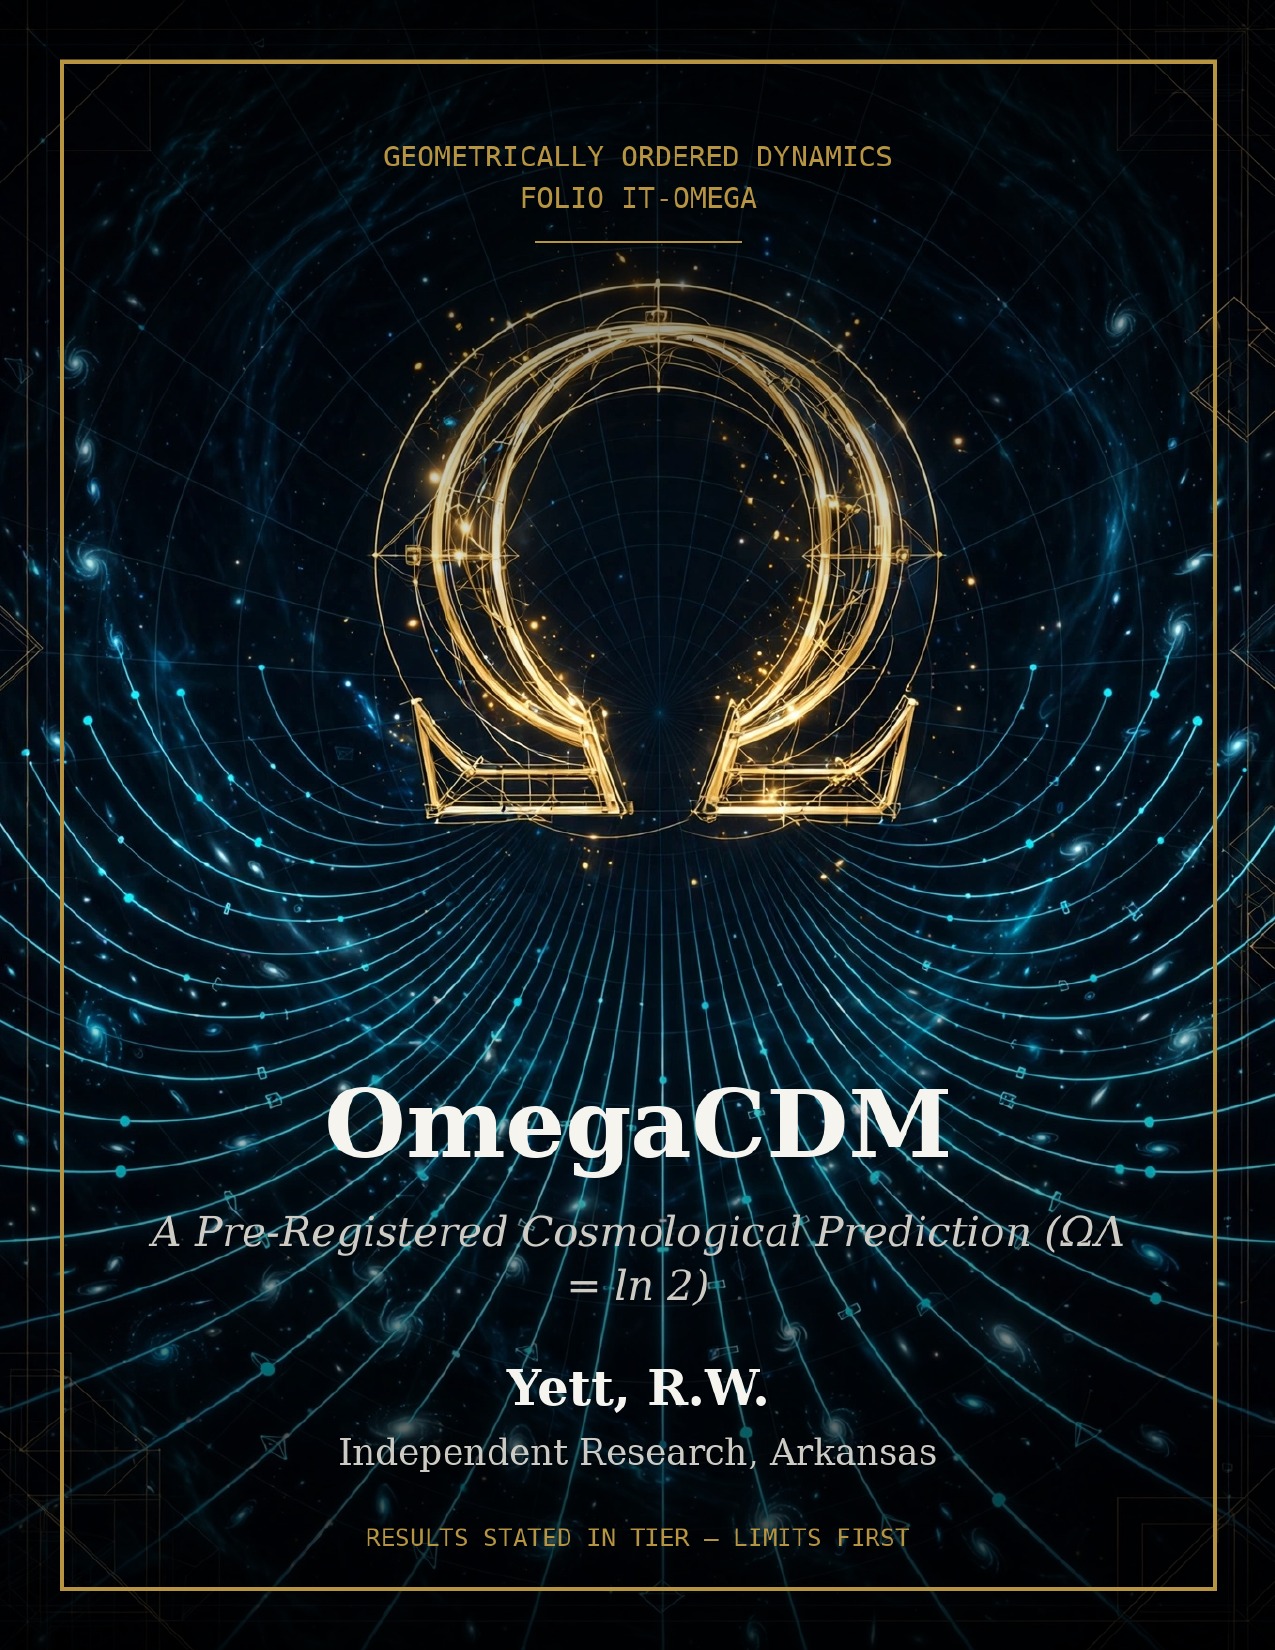 GEOMETRICALLY ORDERED DYNAMICS
FOLIO IT-OMEGA
Ω
OmegaCDM
A Pre-Registered Cosmological Prediction (ΩΛ
= ln 2)
Yett, R.W.
Independent Research, Arkansas
RESULTS STATED IN TIER — LIMITS FIRST